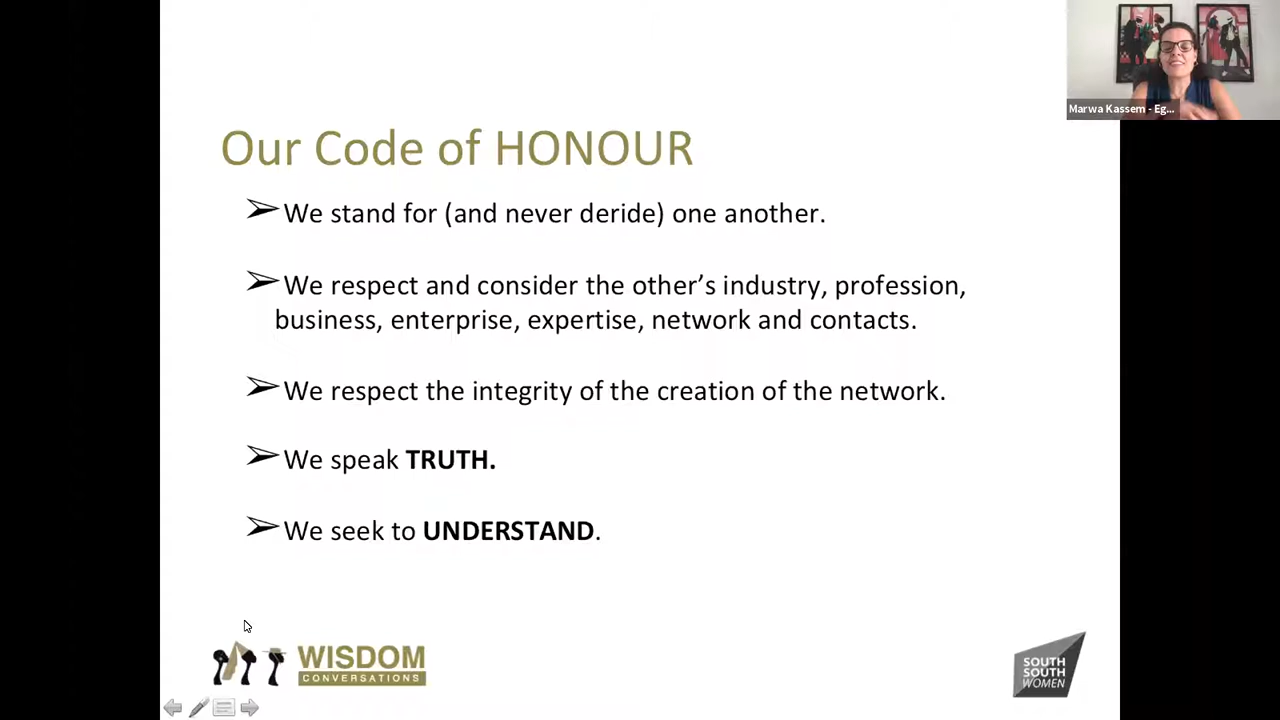 Marwa Kassem - Eg...
Our Code of HONOUR
➢We stand for (and never deride) one another.
➢We respect and consider the other’s industry, profession,
business, enterprise, expertise, network and contacts.
➢We respect the integrity of the creation of the network.
➢We speak TRUTH.
➢We seek to UNDERSTAND.
WISDOM
CONVERSATIONS
SOUTH
SOUTH
WOMEN